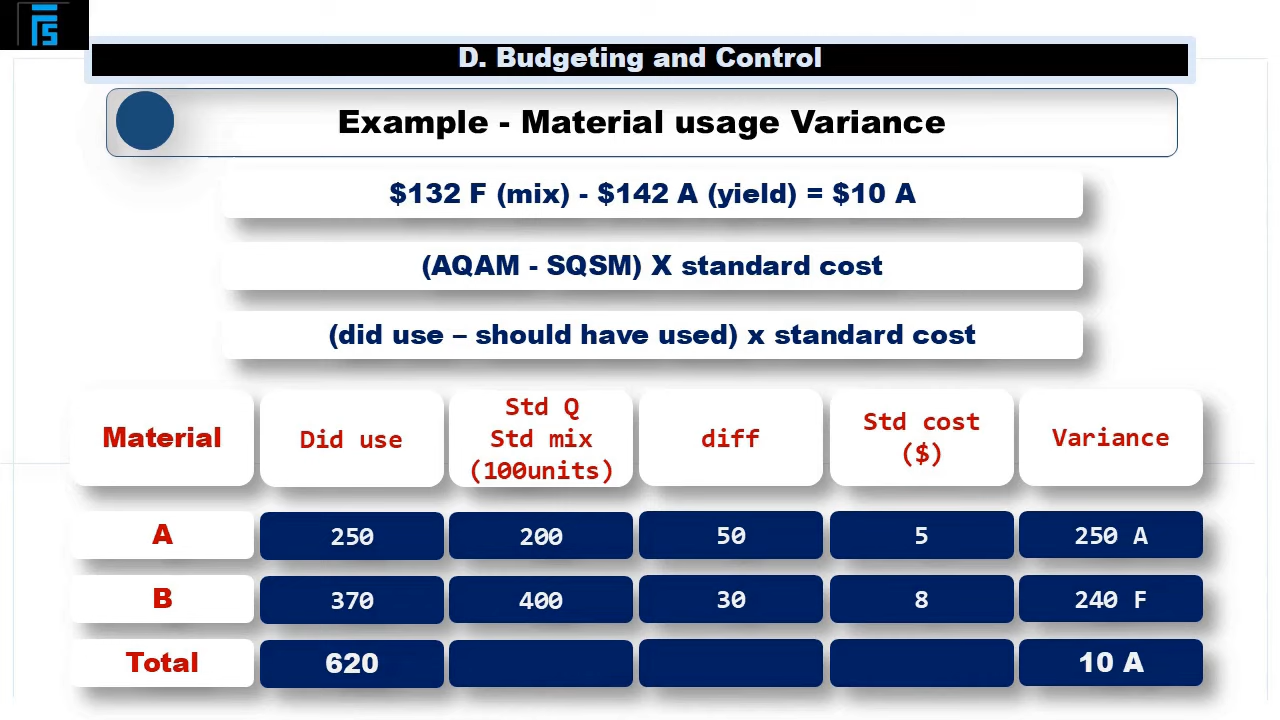 D. Budgeting and Control
Example - Material usage Variance
$132 F (mix) - $142 A (yield) = $10 A
(AQAM - SQSM) X standard cost
(did use – should have used) x standard cost
Material
Did use
Std Q
Std mix
(100units)
diff
Std cost
($)
Variance
A 250 200 50 5 250 A
B 370 400 30 8 240 F
Total 620 10 A